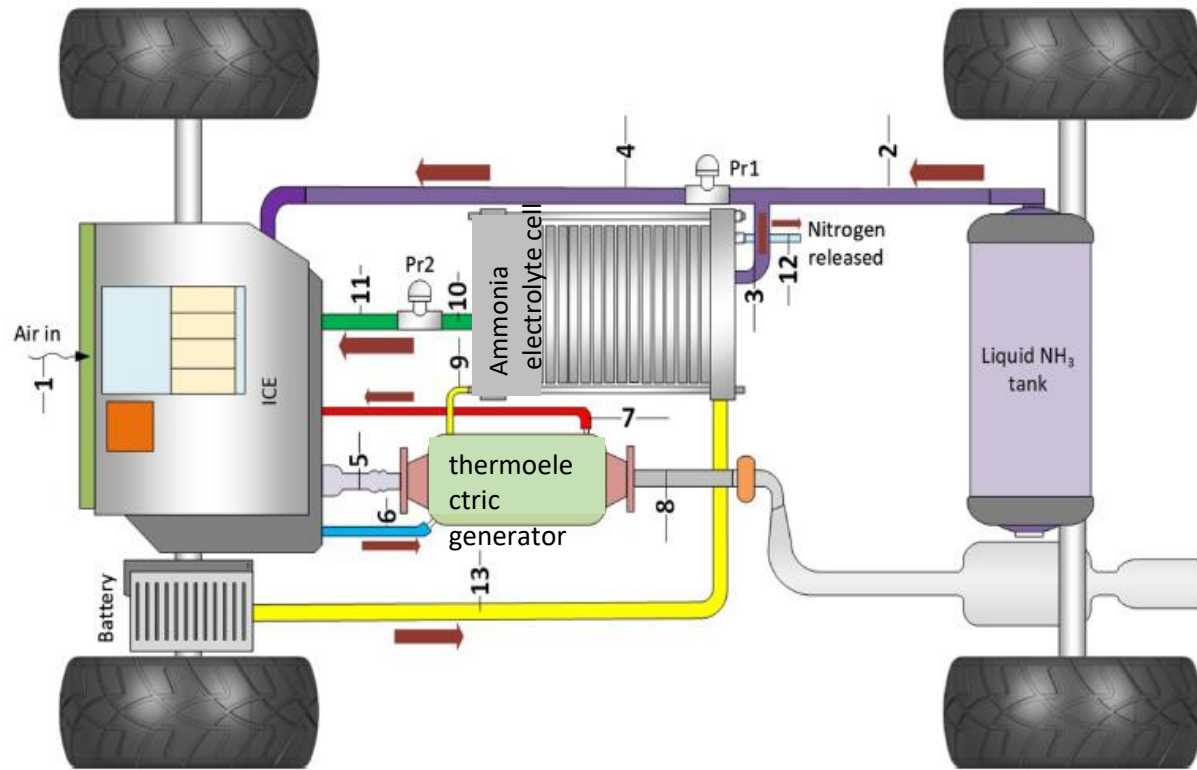 4
2
Pr1
Nitrogen
released
12
3
Ammonia
electrolyte cell
Pr2
11
10
9
Air in
1
ICE
Liquid NH₃
tank
7
5
thermoele
ctric
generator
6
8
13
Battery